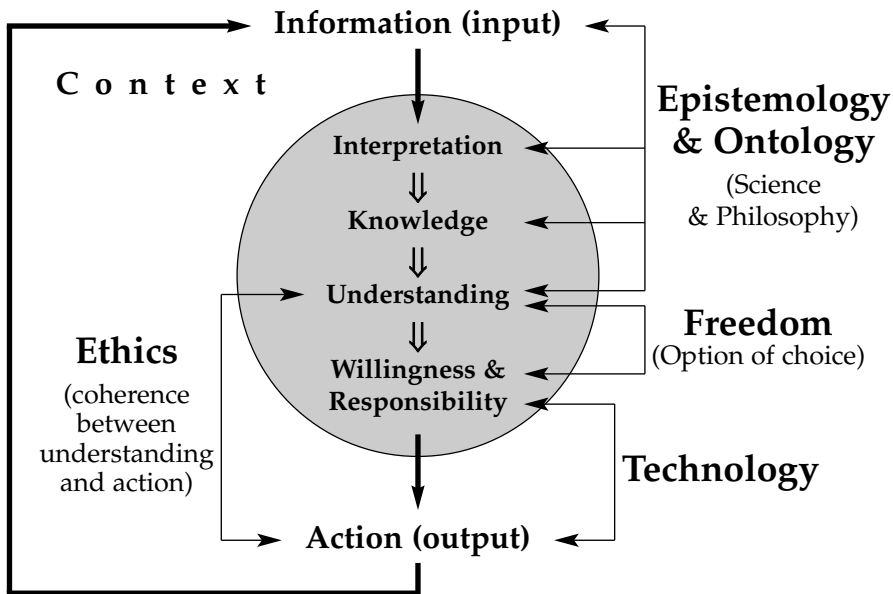 Information (input)
C o n t e x t
Interpretation
Knowledge
Understanding
Willingness &
Responsibility
Action (output)
Epistemology
& Ontology
(Science
& Philosophy)
Freedom
(Option of choice)
Technology
Ethics
(coherence
between
understanding
and action)